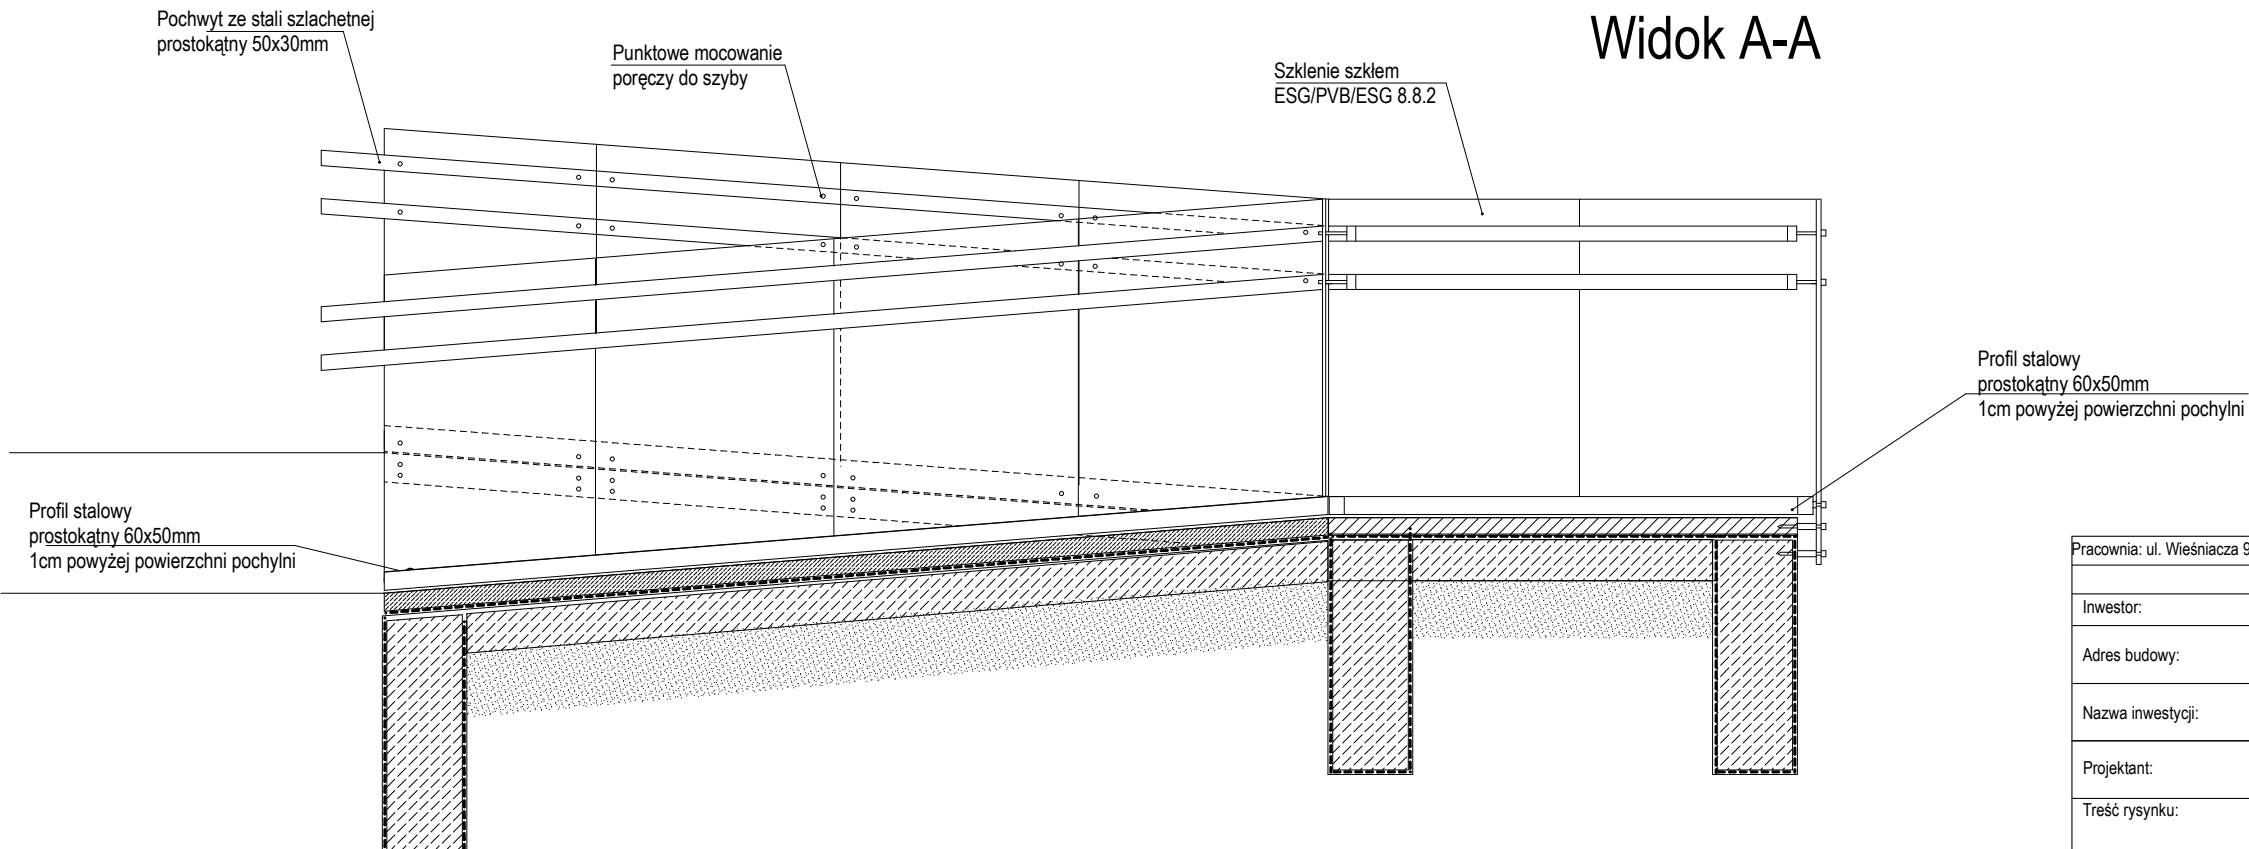 Widok A-A
Pochwyt ze stali szlachetnej
prostokątny 50x30mm
Punktowe mocowanie
poręczy do szyby
Szklenie szkłem
ESG/PVB/ESG 8.8.2
Profil stalowy
prostokątny 60x50mm
1cm powyżej powierzchni pochylni
Profil stalowy
prostokątny 60x50mm
1cm powyżej powierzchni pochylni
Pracownia: ul. Wieśniacza 9
Inwestor:
Adres budowy:
Nazwa inwestycji:
Projektant:
Treść rysynku: